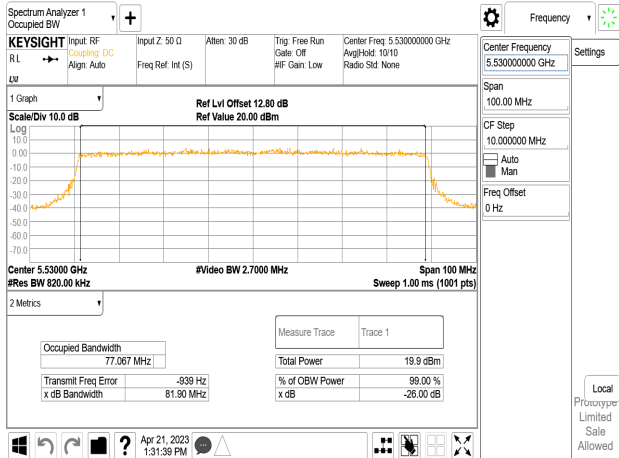 Spectrum Analyzer 1
Occupied BW
Frequency
KEYSIGHT
RL
Input: RF
Coupling: DC
Align: Auto
Input Z: 50 Ω
Freq Ref: Int (S)
Atten: 30 dB
Trig: Free Run
Gate: Off
#IF Gain: Low
Center Freq: 5.530000000 GHz
Avg|Hold: 10/10
Radio Std: None
Center Frequency
5.530000000 GHz
Settings
Span
100.00 MHz
CF Step
10.000000 MHz
Auto
Man
Freq Offset
0 Hz
1 Graph
Scale/Div 10.0 dB
Ref Lvl Offset 12.80 dB
Ref Value 20.00 dBm
Log
10.0
0.00
-10.0
-20.0
-30.0
-40.0
-50.0
-60.0
-70.0
Center 5.53000 GHz
#Video BW 2.7000 MHz
Span 100 MHz
#Res BW 820.00 kHz
Sweep 1.00 ms (1001 pts)
2 Metrics
Measure Trace
Trace 1
Occupied Bandwidth
77.067 MHz
Total Power
19.9 dBm
Transmit Freq Error
-939 Hz
% of OBW Power
99.00 %
x dB Bandwidth
81.90 MHz
x dB
-26.00 dB
Local
Prototype
Limited
Sale
Allowed
?
Apr 21, 2023
1:31:39 PM